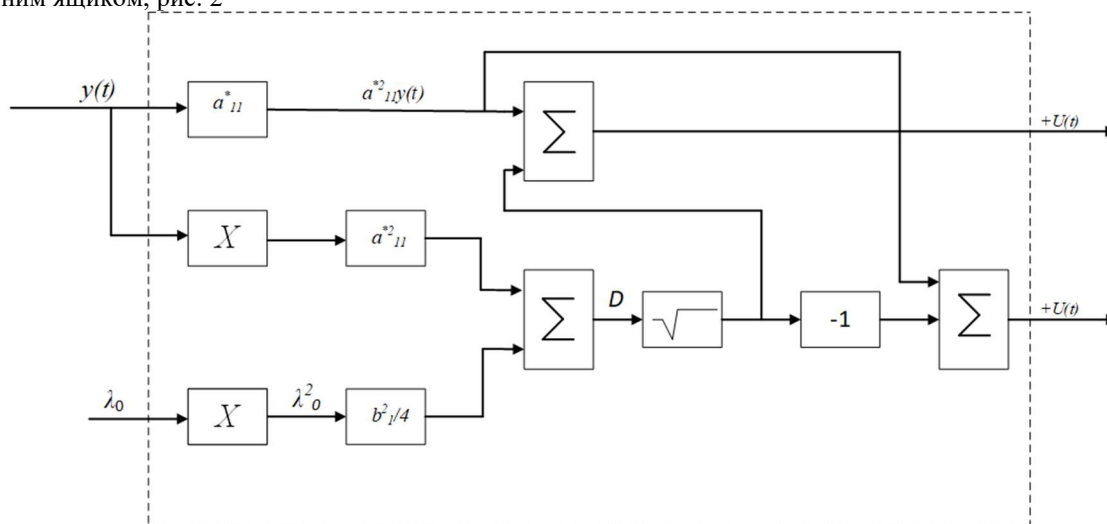 ним ящиком, рис. 2
y(t)
a*11
a*211y(t)
∑
+U(t)
X
a*211
∑
D
√
-1
∑
+U(t)
λ0
X
λ20
b21/4